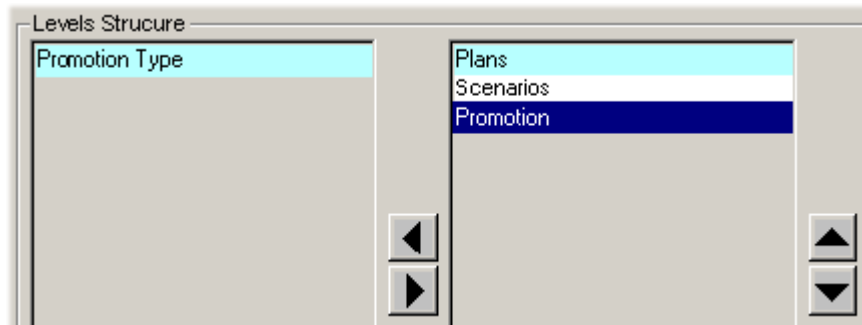 Levels Strucure
Promotion Type
Plans
Scenarios
Promotion